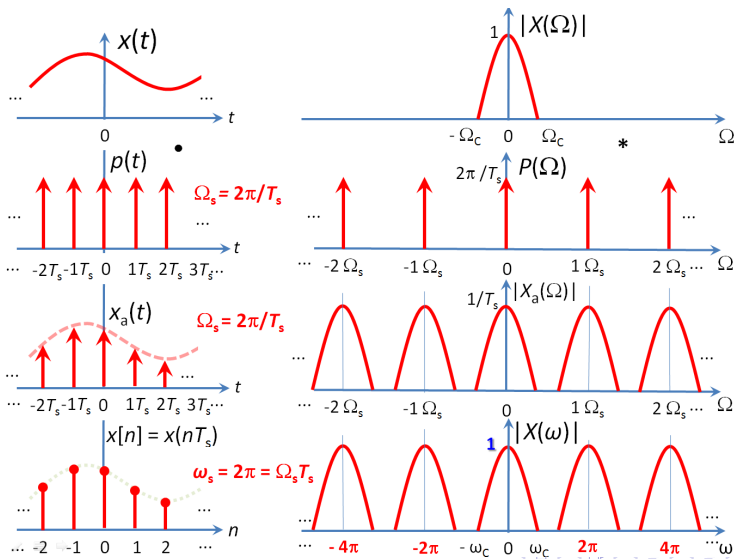 x(t)
... ...
t
0
|X(Ω)|
1
- Ωc 0 Ωc
Ω
•
*
p(t)
Ωs = 2π/Ts
... ...
t
... -2Ts -1Ts 0 1Ts 2Ts 3Ts...
2π /Ts P(Ω)
... ...
Ω
... -2 Ωs -1 Ωs 0 1 Ωs 2 Ωs ...
xa(t)
Ωs = 2π/Ts
... ...
t
... -2Ts -1Ts 0 1Ts 2Ts 3Ts...
1/Ts |Xa(Ω)|
... ...
Ω
... -2 Ωs -1 Ωs 0 1 Ωs 2 Ωs ...
x[n] = x(nTs)
ωs = 2π = ΩsTs
... ...
... -2 -1 0 1 2 ... n
|X(ω)|
1
... ...
... - 4π -2π - ωc 0 ωc 2π 4π ... ω